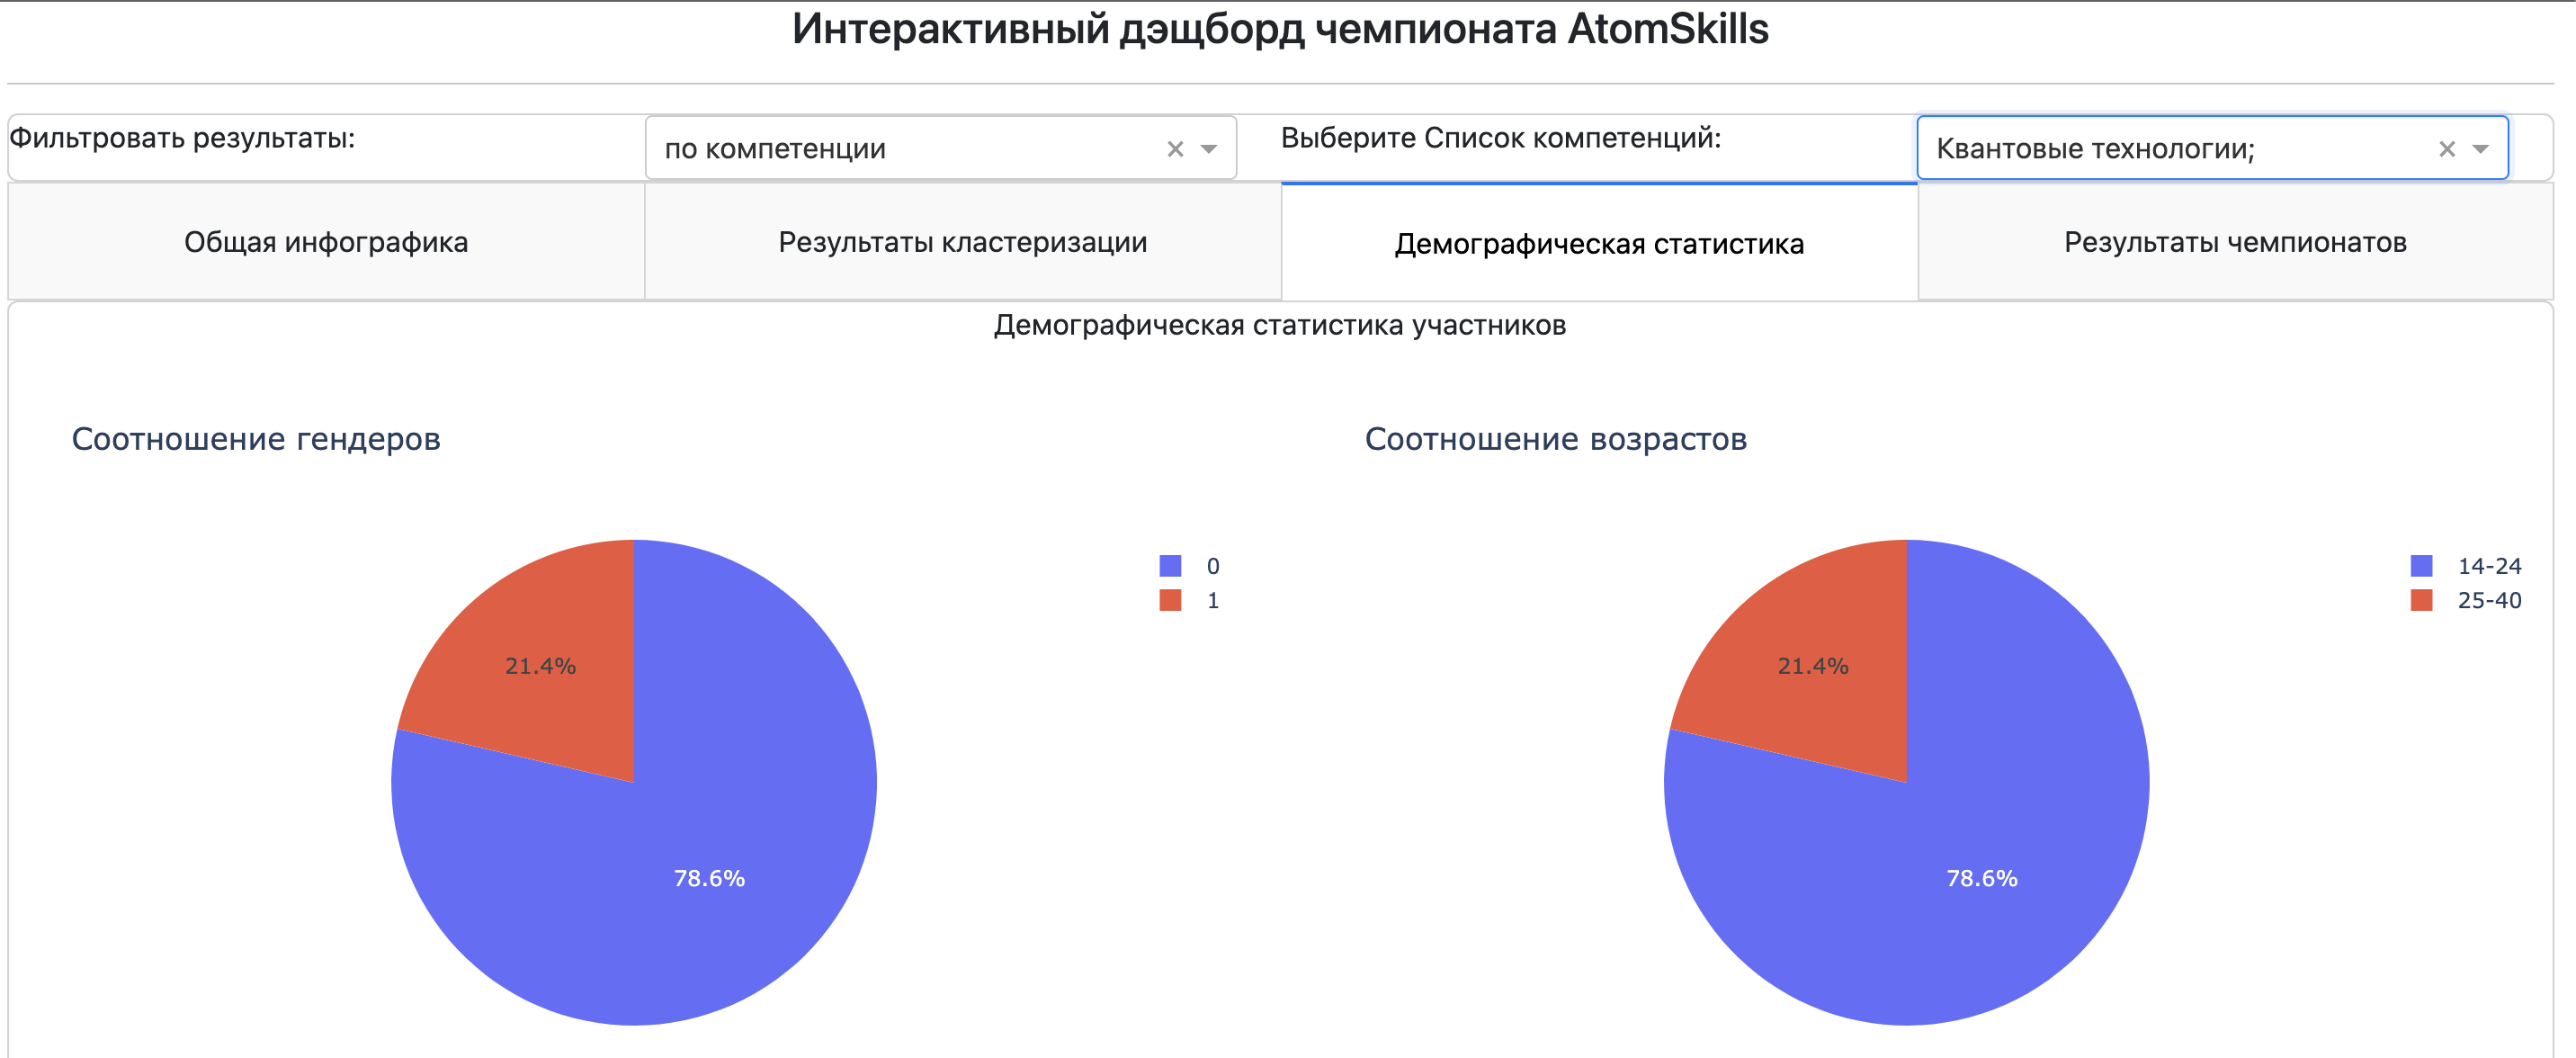 Интерактивный дэщборд чемпионата AtomSkills
Фильтровать результаты:
по компетенции
Выберите Список компетенций:
Квантовые технологии;
Общая инфографика
Результаты кластеризации
Демографическая статистика
Результаты чемпионатов
Демографическая статистика участников
Соотношение гендеров
0
1
21.4%
78.6%
Соотношение возрастов
14-24
25-40
21.4%
78.6%